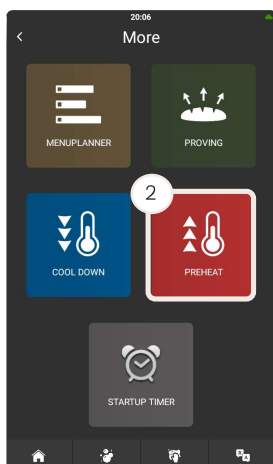 20:06
More
MENUPLANNER
PROVING
2
COOL DOWN
PREHEAT
STARTUP TIMER